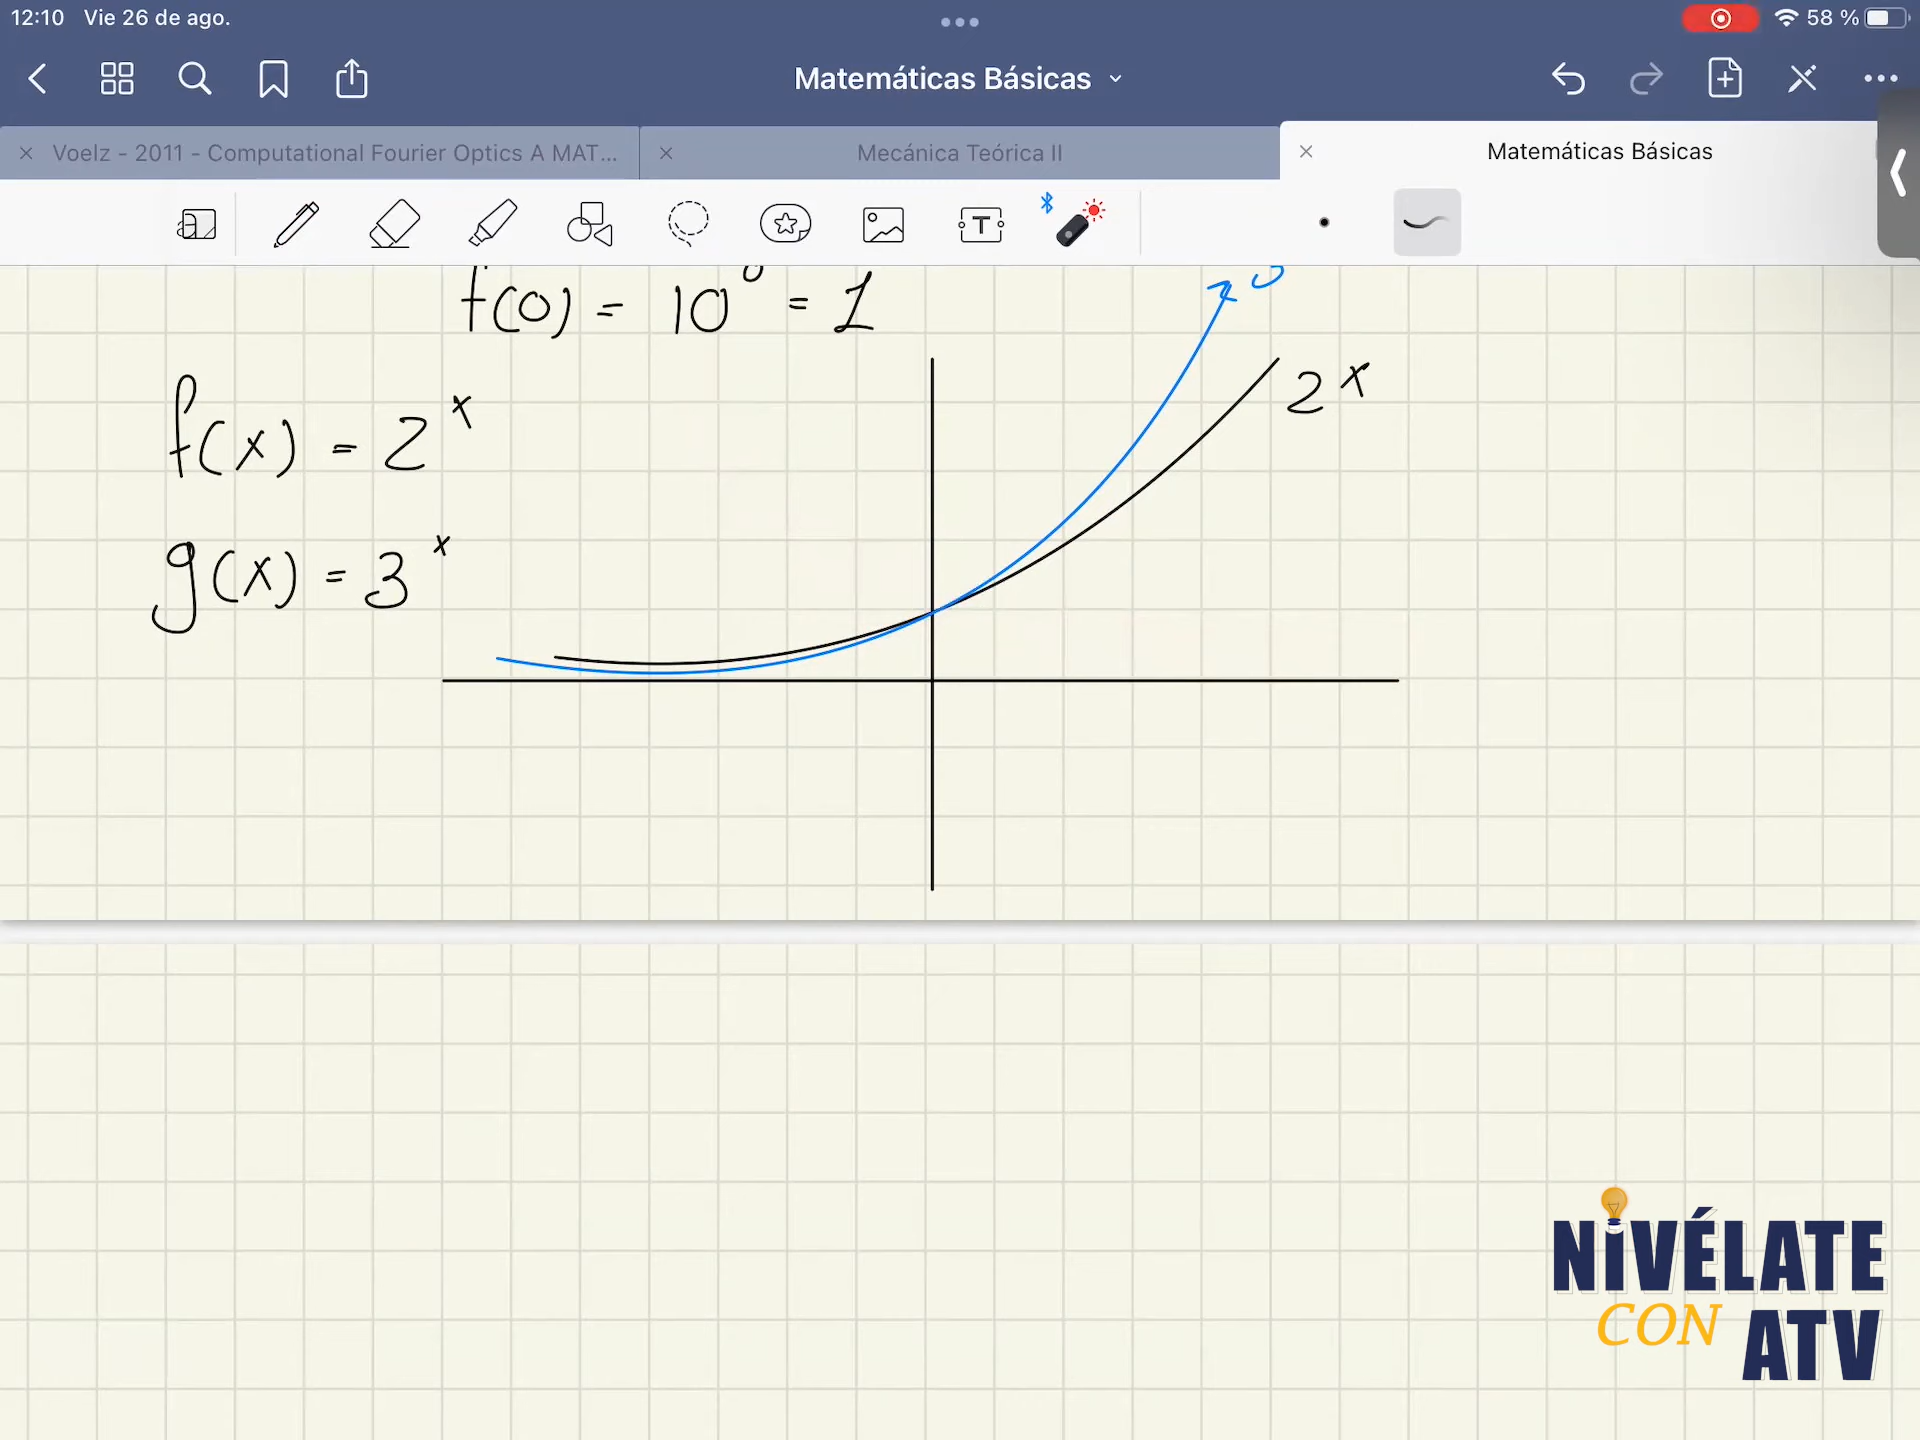 12:10 Vie 26 de ago.
58 %
Matemáticas Básicas
Voelz - 2011 - Computational Fourier Optics A MAT...
Mecánica Teórica II
Matemáticas Básicas
f(0) = 10⁰ = 1
f(x) = 2ˣ
2ˣ
g(x) = 3ˣ
NIVÉLATE
CON
ATV